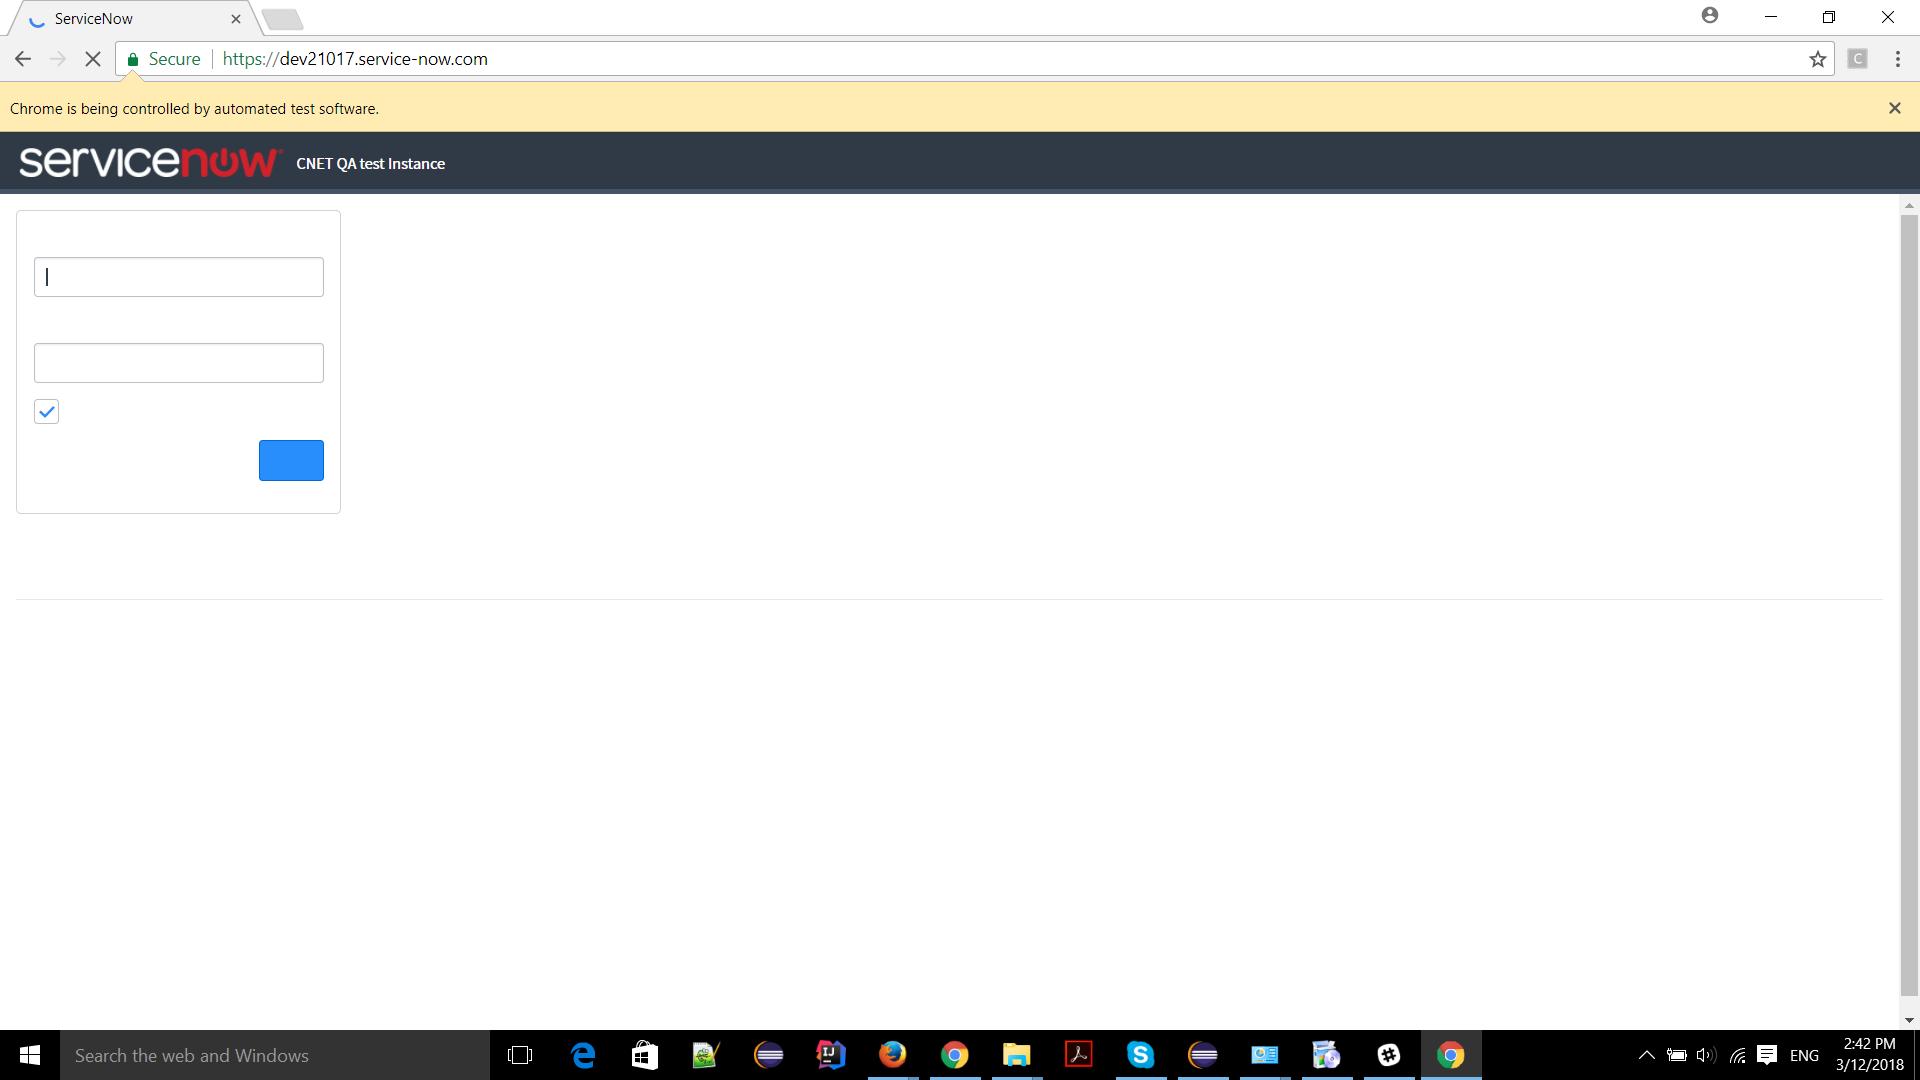 ServiceNow
Secure
https://dev21017.service-now.com
C
Chrome is being controlled by automated test software.
servicenow
CNET QA test Instance
Search the web and Windows
IJ
ENG
2:42 PM
3/12/2018